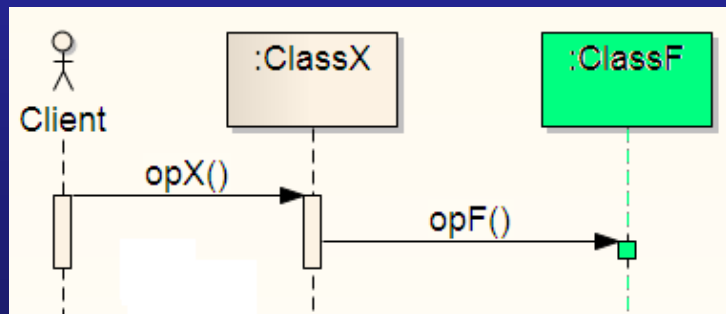 :ClassX
:ClassF
Client
opX()
opF()